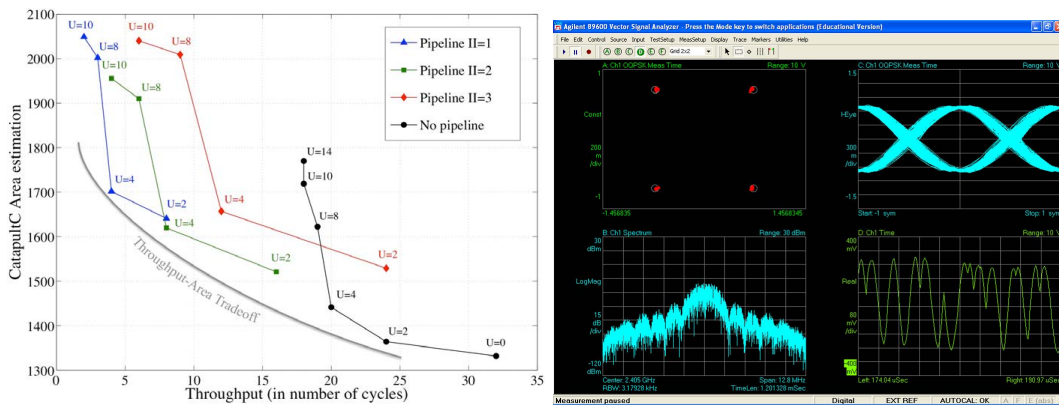 2100
2000
1900
1800
1700
1600
1500
1400
1300
CatapultC Area estimation
0 5 10 15 20 25 30 35
Throughput (in number of cycles)
Pipeline II=1
Pipeline II=2
Pipeline II=3
No pipeline
U=10
U=8
U=4
U=2
U=10
U=8
U=4
U=2
U=10
U=8
U=4
U=2
U=14
U=10
U=8
U=4
U=2
U=0
Throughput-Area Tradeoff
Agilent 89600 Vector Signal Analyzer - Press the Mode key to switch applications (Educational Version)
File Edit Control Source Input TestSetup MeasSetup Display Trace Markers Utilities Help
A B C D E F Grid 2x2
A: Ch1 OQPSK Meas Time Range: 10 V
1
Const
200
m
/div
-1
-1.456835 1.4568345
C: Ch1 OQPSK Meas Time Range: 10 V
1.5
I-Eye
300
m
/div
-1.5
Start: -1 sym Stop: 1 sym
B: Ch1 Spectrum Range: 30 dBm
30
dBm
LogMag
15
dB
/div
-120
dBm
Center: 2.405 GHz Span: 12.8 MHz
RBW: 3.17928 kHz TimeLen: 1.201328 mSec
D: Ch1 Time Range: 10 V
400
mV
Real
80
mV
/div
-400
mV
Left: 174.04 uSec Right: 190.97 uSec
Measurement paused Digital EXT REF AUTOCAL: OK A F E (abs)